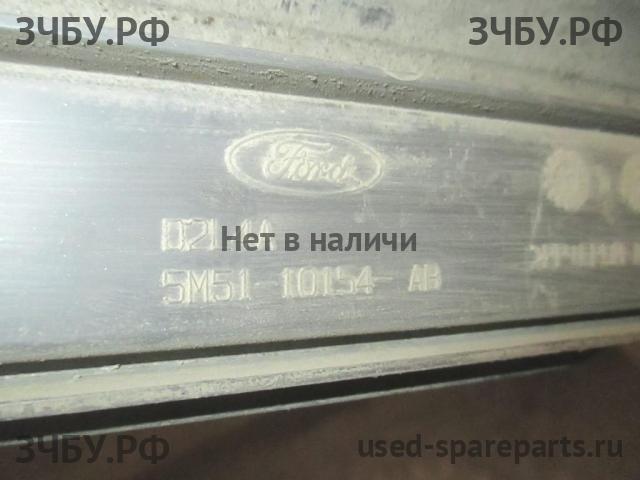 ЗЧБУ.РФ ЗЧБУ.РФ
Ford
Нет в наличи
5M51-10154-AB
ЗЧБУ.РФ used-spareparts.ru